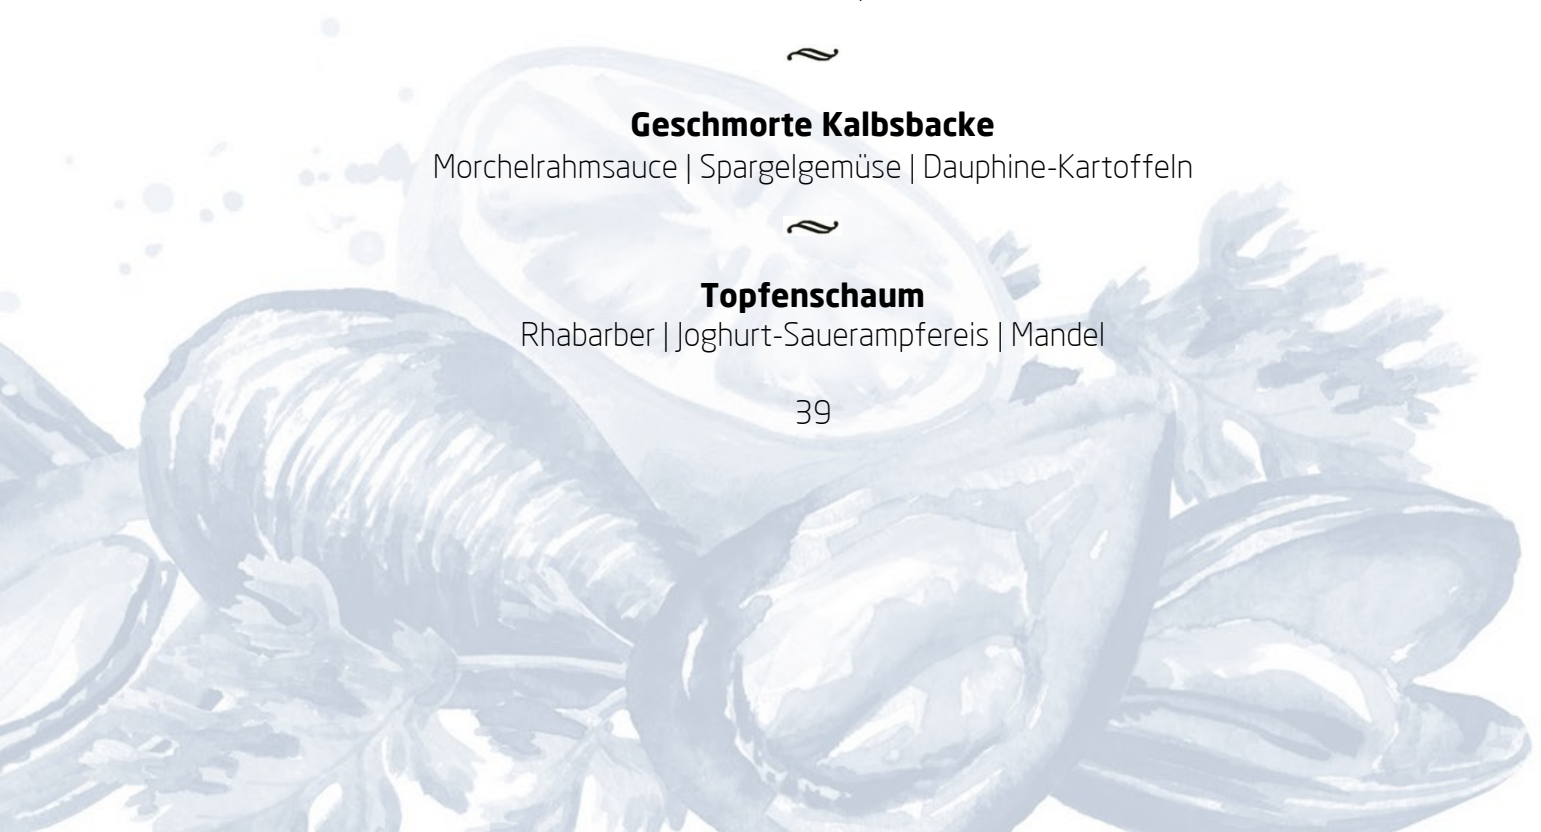 Geschmorte Kalbsbacke
Morchelrahmsauce | Spargelgemüse | Dauphine-Kartoffeln
Topfenschaum
Rhabarber | Joghurt-Sauerampfereis | Mandel
39